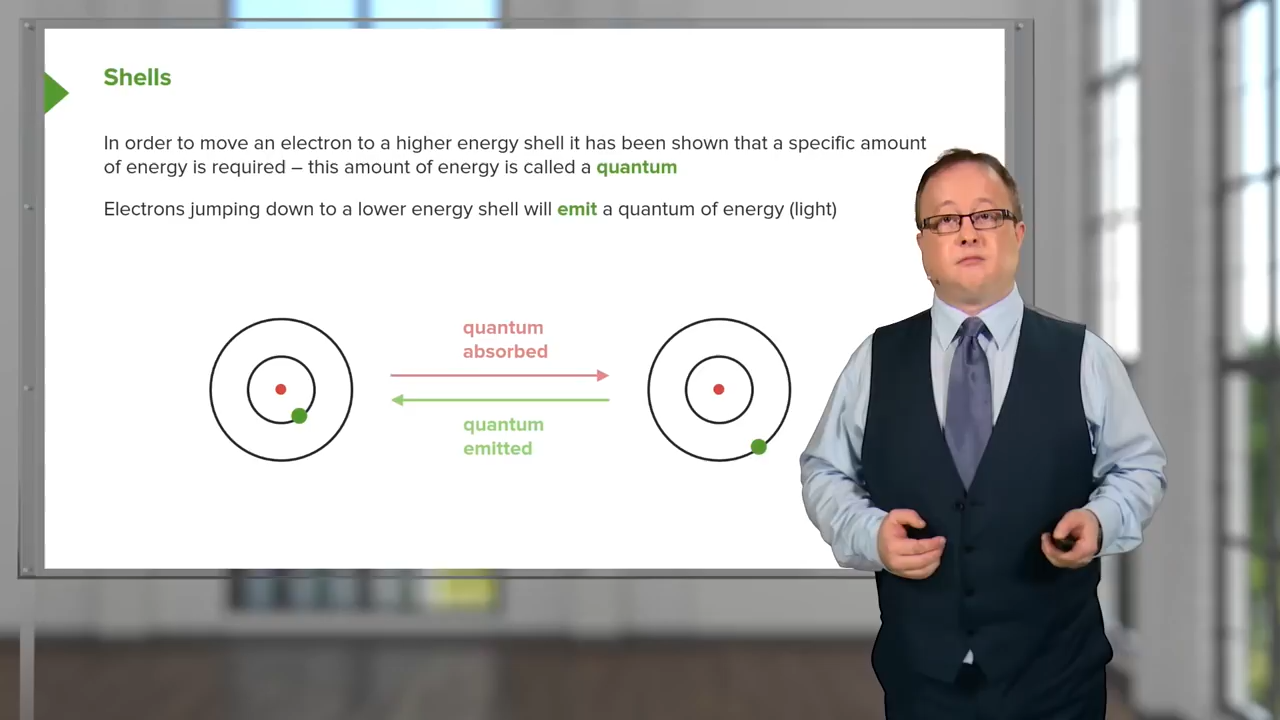 Shells
In order to move an electron to a higher energy shell it has been shown that a specific amount
of energy is required – this amount of energy is called a quantum
Electrons jumping down to a lower energy shell will emit a quantum of energy (light)
quantum
absorbed
quantum
emitted